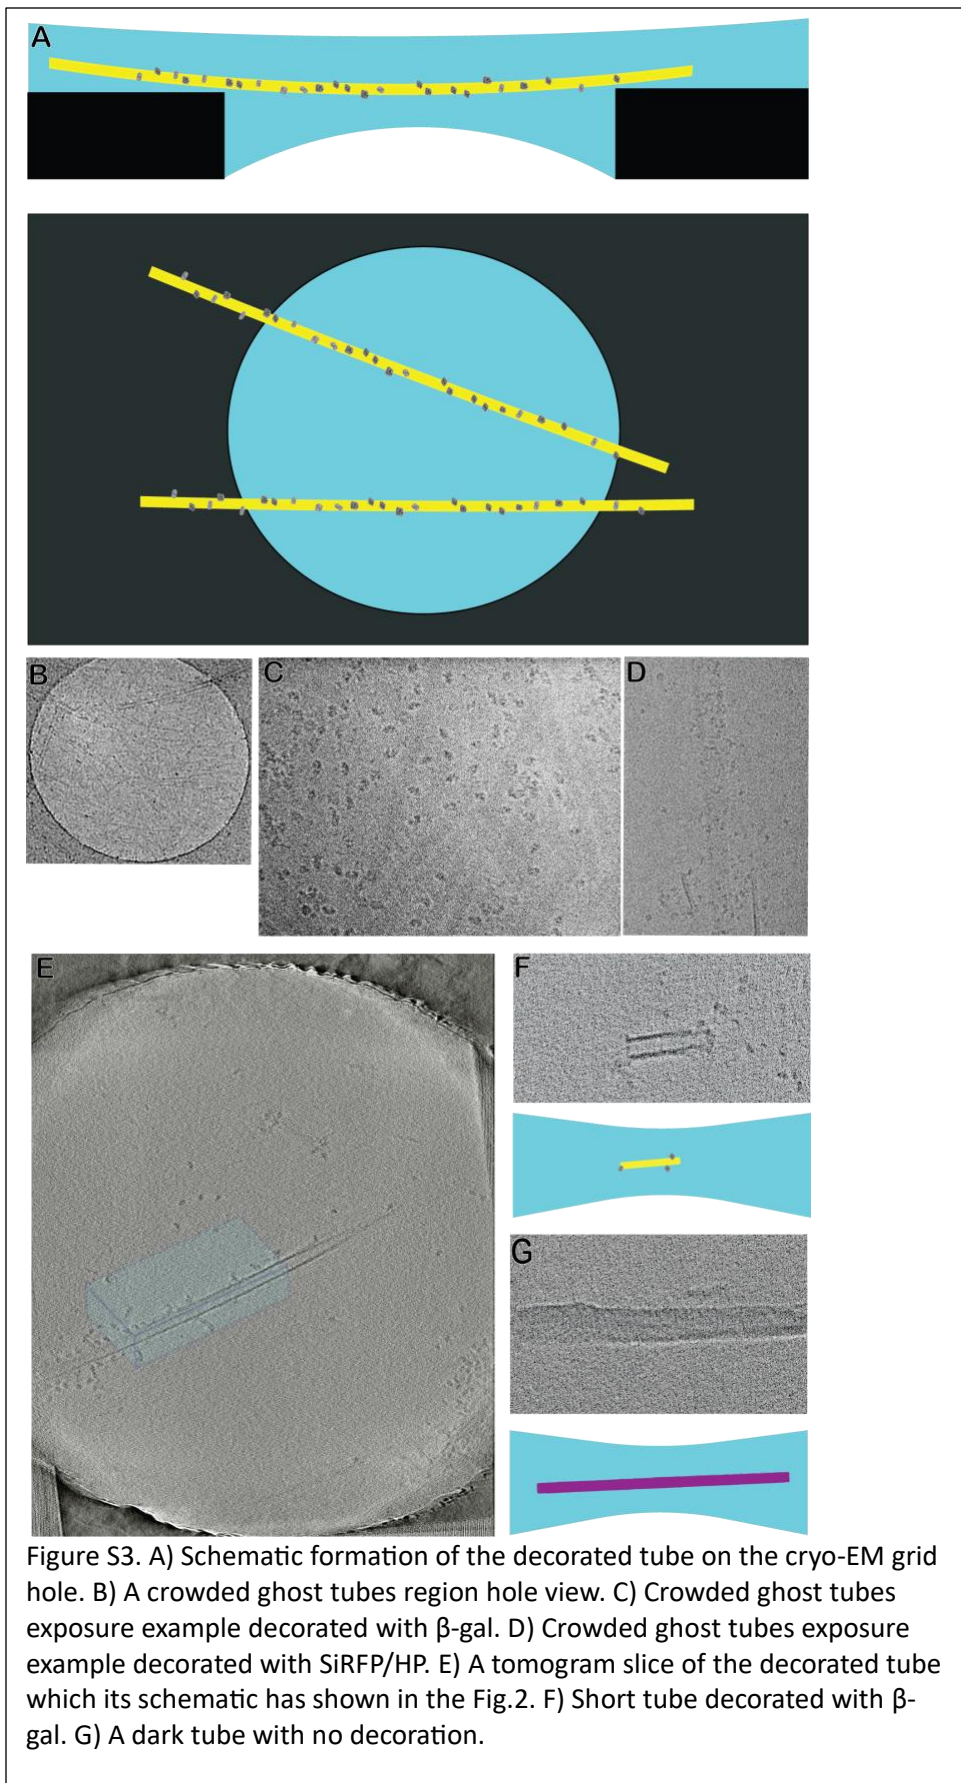 A
B
C
D
E
F
G
Figure S3. A) Schematic formation of the decorated tube on the cryo-EM grid
hole. B) A crowded ghost tubes region hole view. C) Crowded ghost tubes
exposure example decorated with β-gal. D) Crowded ghost tubes exposure
example decorated with SiRFP/HP. E) A tomogram slice of the decorated tube
which its schematic has shown in the Fig.2. F) Short tube decorated with β-
gal. G) A dark tube with no decoration.